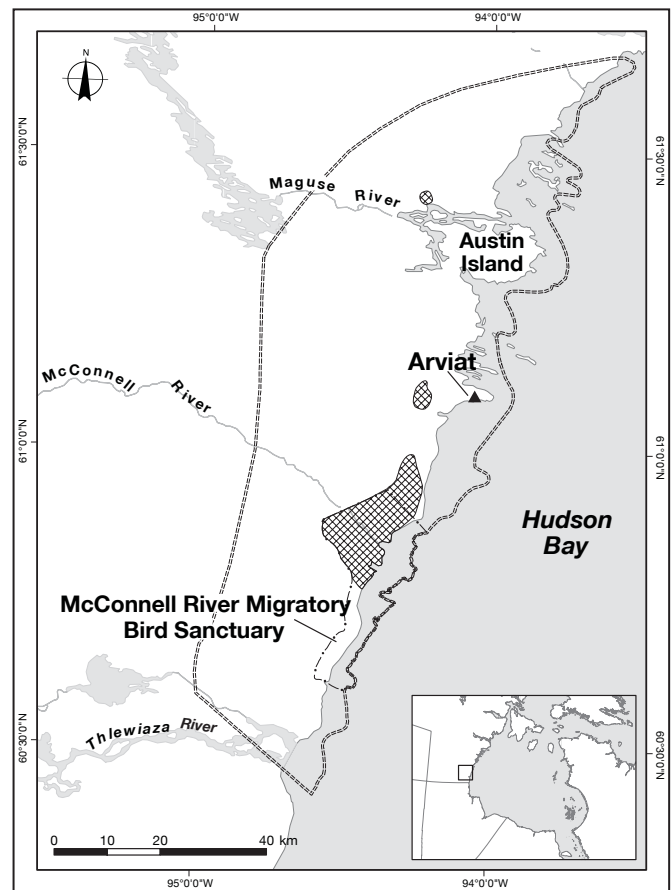 95°0'0"W
94°0'0"W
N
61°30'0"N
61°30'0"N
Maguse River
Austin
Island
Arviat
McConnell River
61°0'0"N
61°0'0"N
Hudson
Bay
McConnell River Migratory
Bird Sanctuary
Thlewiaza River
60°30'0"N
60°30'0"N
0 10 20 40 km
95°0'0"W
94°0'0"W